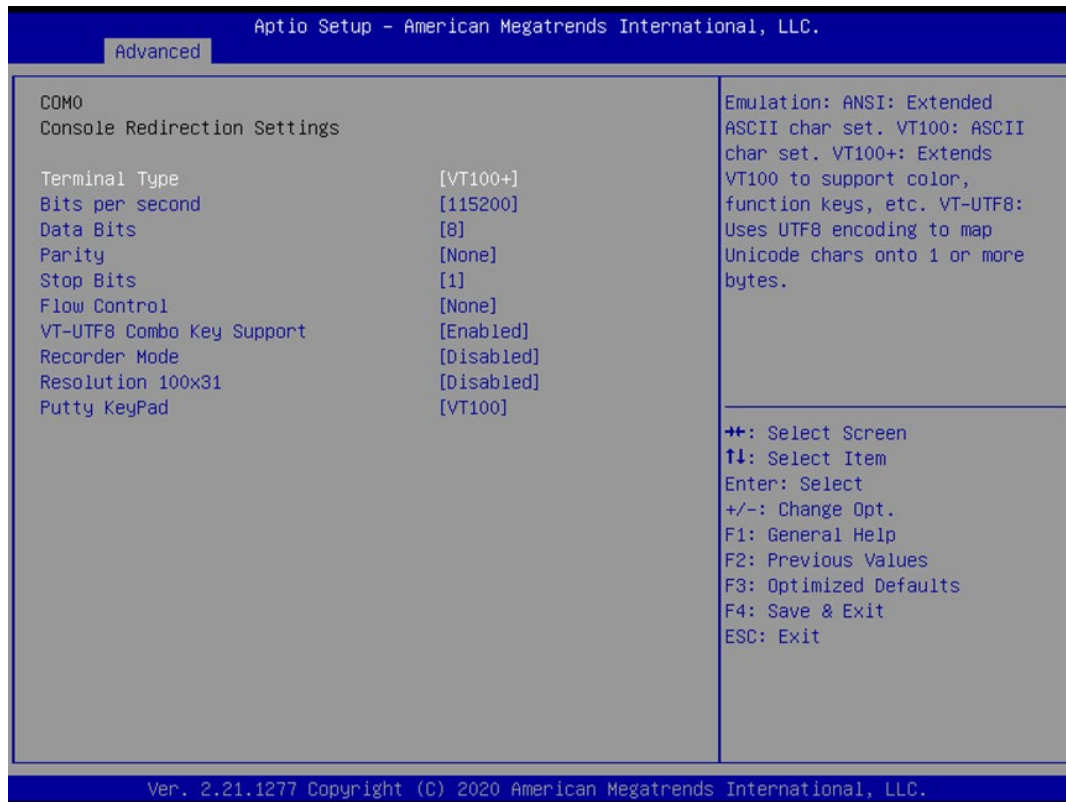 Aptio Setup – American Megatrends International, LLC.
Advanced
COM0
Console Redirection Settings
Terminal Type [VT100+]
Bits per second [115200]
Data Bits [8]
Parity [None]
Stop Bits [1]
Flow Control [None]
VT-UTF8 Combo Key Support [Enabled]
Recorder Mode [Disabled]
Resolution 100x31 [Disabled]
Putty KeyPad [VT100]
Emulation: ANSI: Extended
ASCII char set. VT100: ASCII
char set. VT100+: Extends
VT100 to support color,
function keys, etc. VT-UTF8:
Uses UTF8 encoding to map
Unicode chars onto 1 or more
bytes.
→←: Select Screen
↑↓: Select Item
Enter: Select
+/-: Change Opt.
F1: General Help
F2: Previous Values
F3: Optimized Defaults
F4: Save & Exit
ESC: Exit
Ver. 2.21.1277 Copyright (C) 2020 American Megatrends International, LLC.